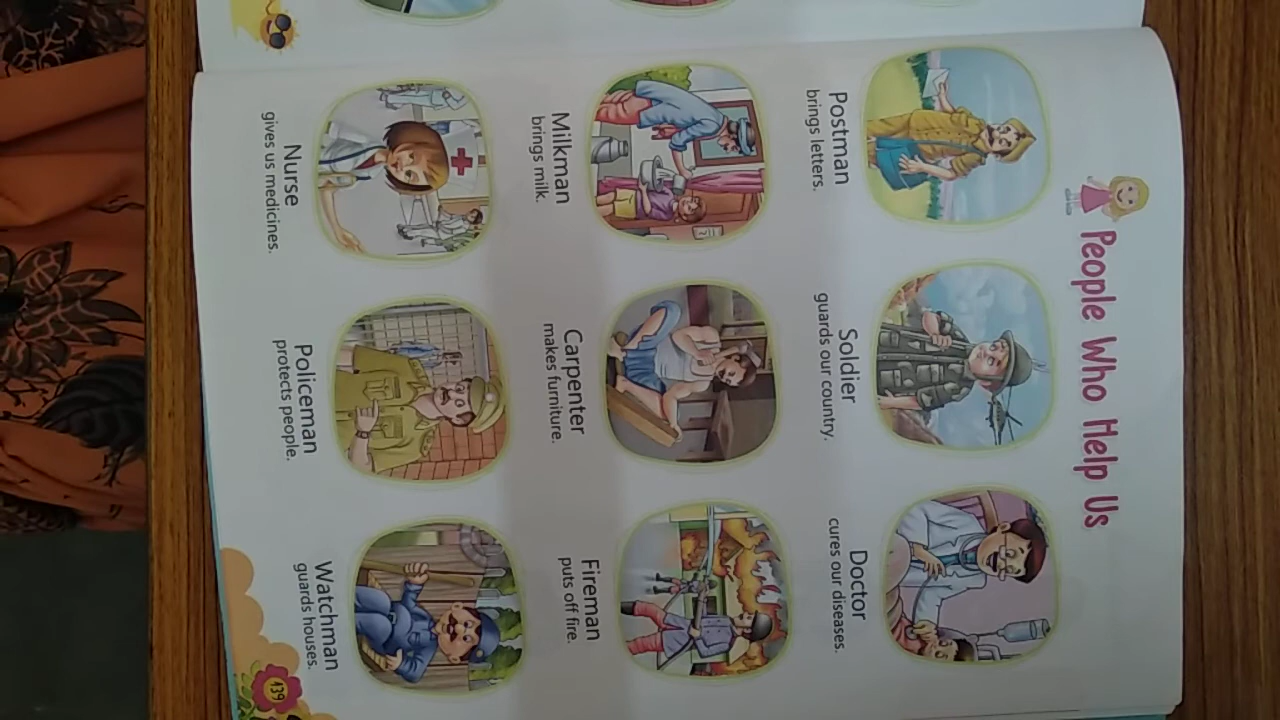 People Who Help Us
Postman
brings letters.
Soldier
guards our country.
Doctor
cures our diseases.
Milkman
brings milk.
Carpenter
makes furniture.
Fireman
puts off fire.
Nurse
gives us medicines.
Policeman
protects people.
Watchman
guards houses.
139